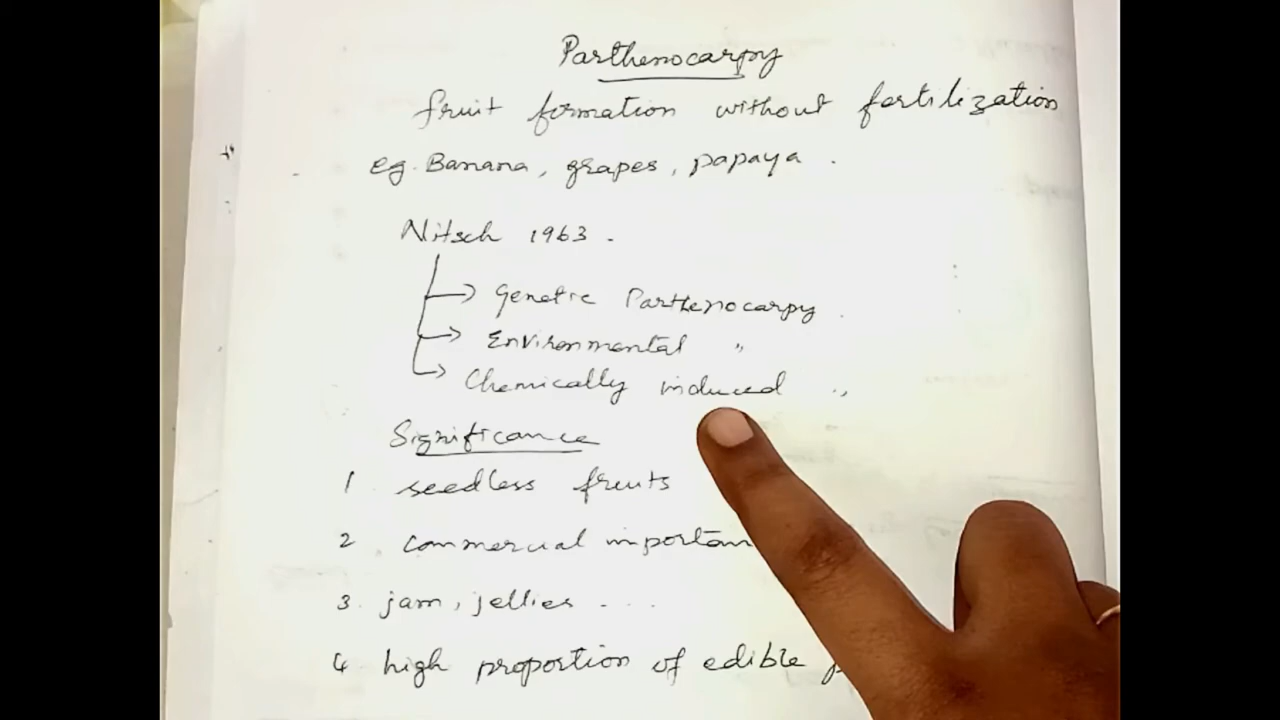 Parthenocarpy
fruit formation without fertilization
eg. Banana, grapes, papaya .
Nitsch 1963 .
→ Genetic Parthenocarpy
→ Environmental "
→ Chemically induced "
Significance
1 seedless fruits
2 commercial
3. jam, jellies . . .
4 high proportion of edible